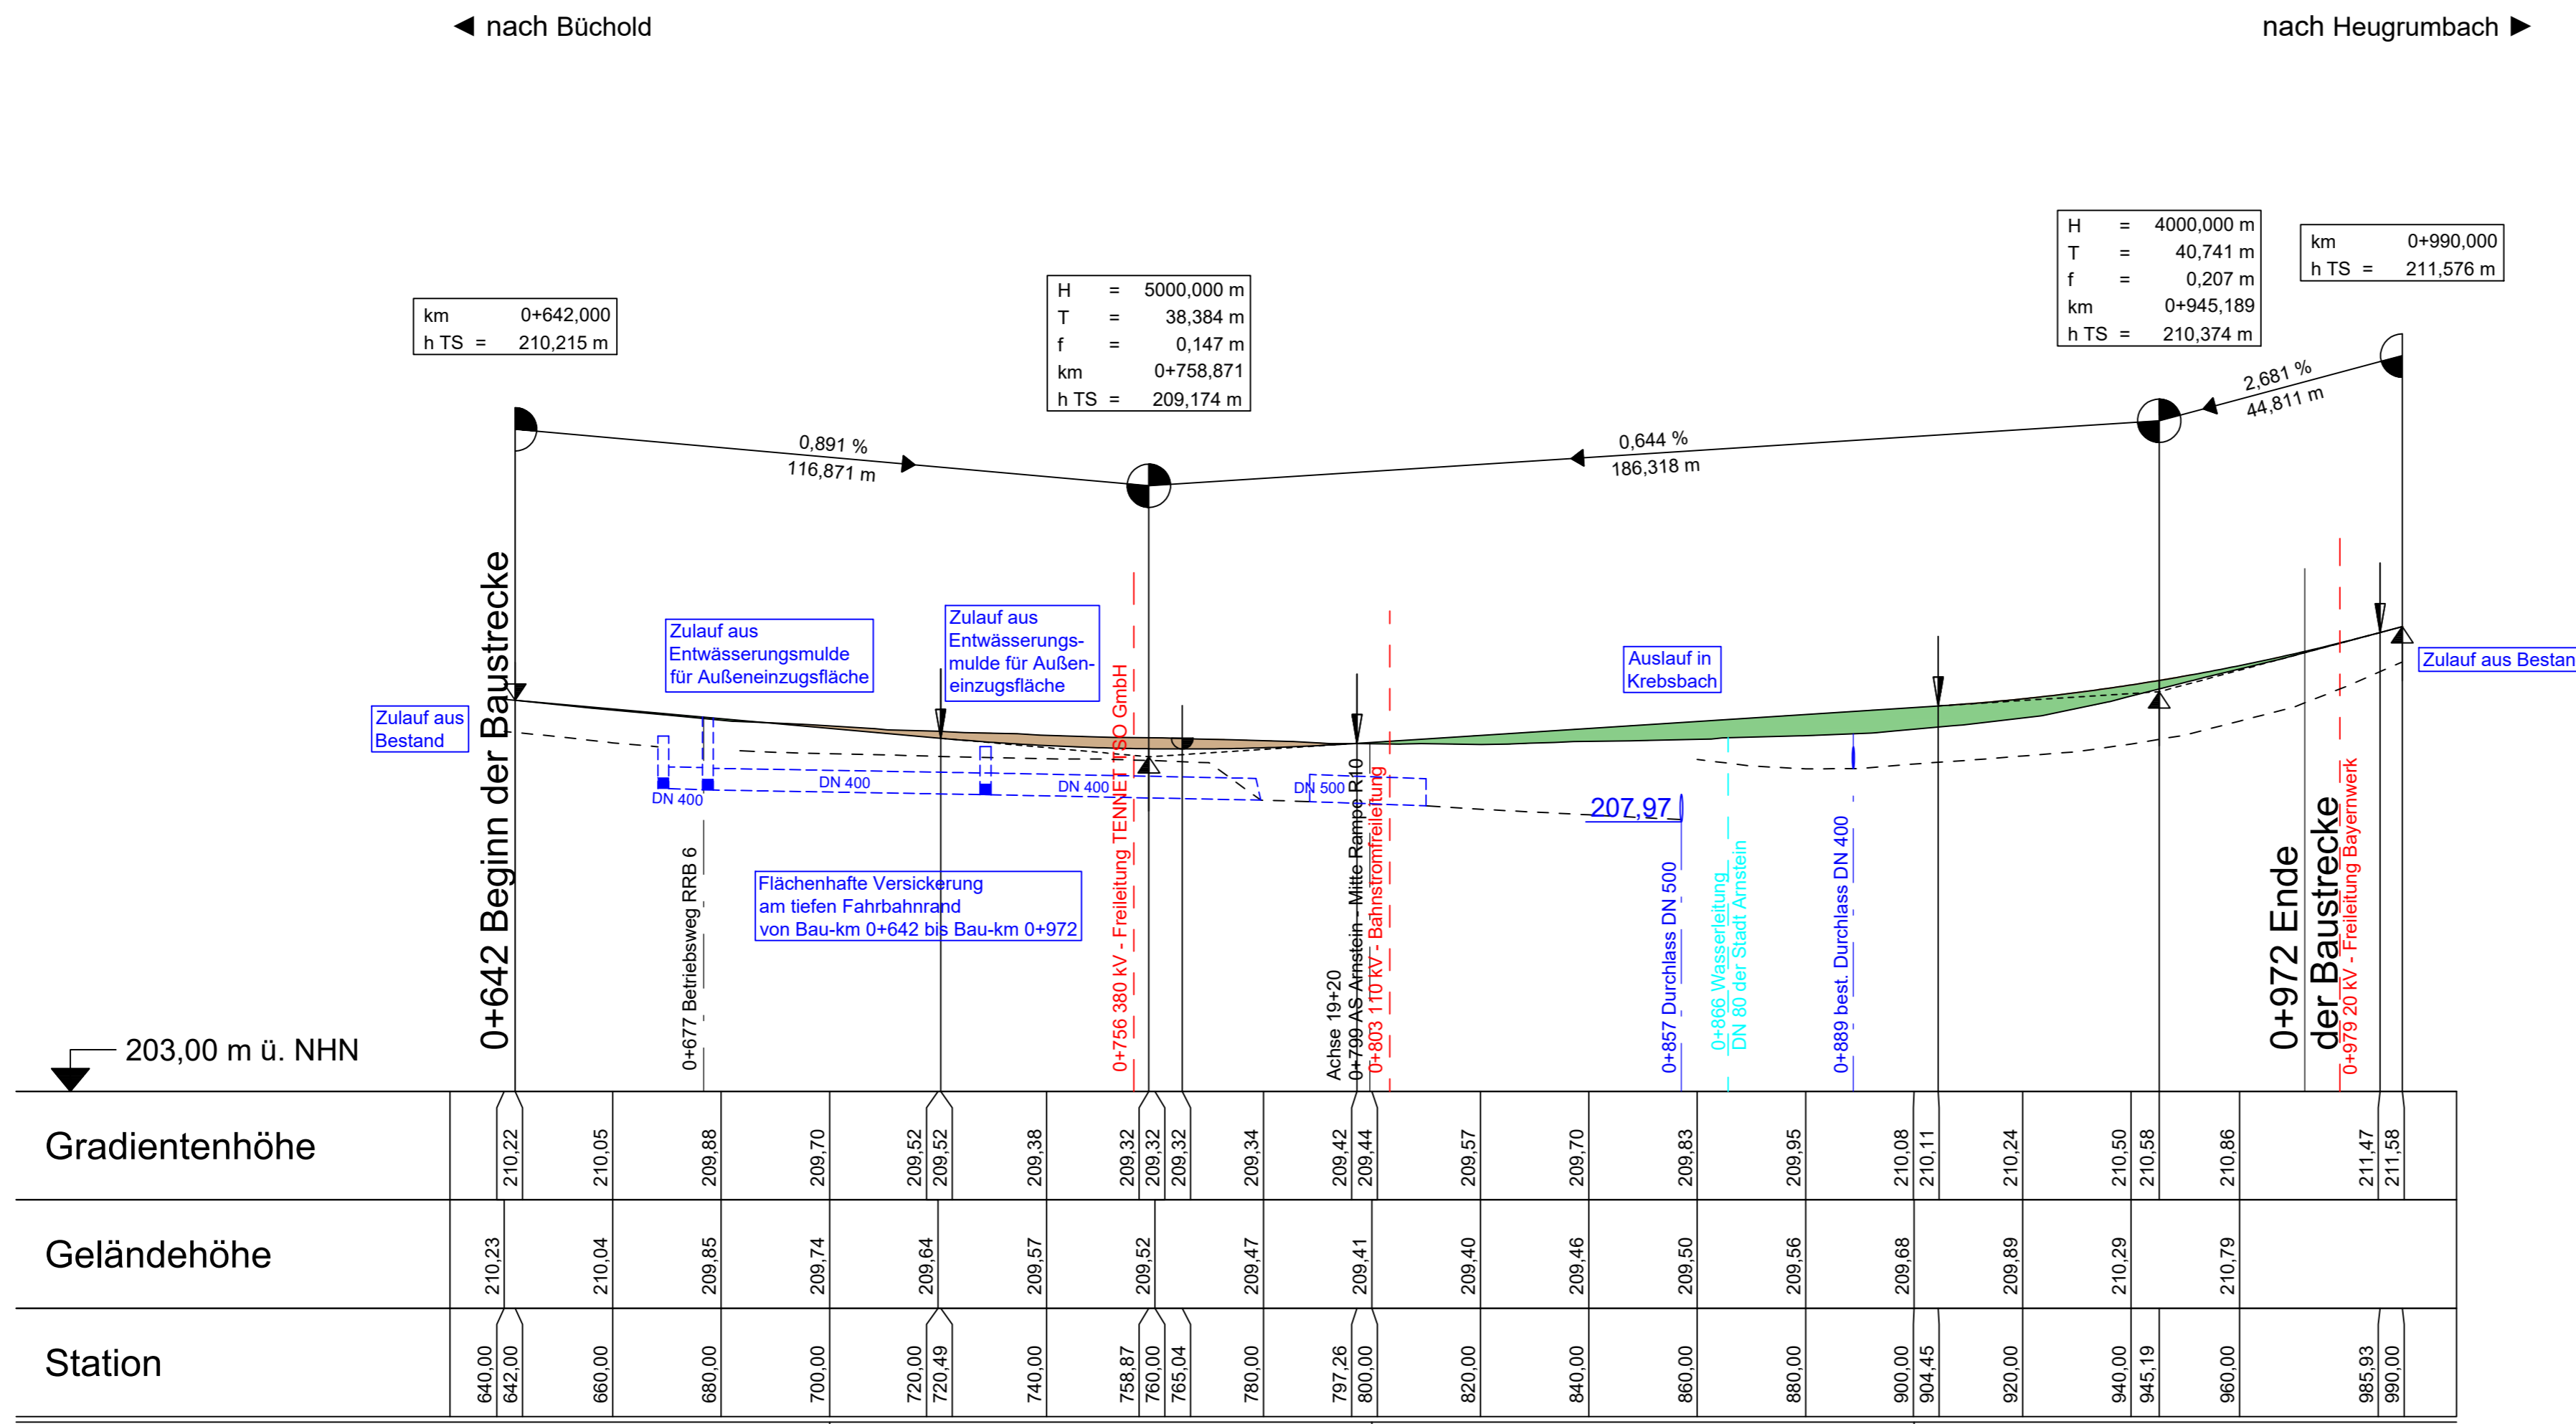 ◄ nach Büchold
nach Heugrumbach ►
km 0+642,000
h TS = 210,215 m
H = 5000,000 m
T = 38,384 m
f = 0,147 m
km 0+758,871
h TS = 209,174 m
H = 4000,000 m
T = 40,741 m
f = 0,207 m
km 0+945,189
h TS = 210,374 m
km 0+990,000
h TS = 211,576 m
0,891 %
116,871 m
0,644 %
186,318 m
2,681 %
44,811 m
0+642 Beginn der Baustrecke
Zulauf aus
Bestand
Zulauf aus
Entwässerungsmulde
für Außeneinzugsfläche
Zulauf aus
Entwässerungs-
mulde für Außen-
einzugsfläche
Auslauf in
Krebsbach
Zulauf aus Bestan
DN 400
DN 400
DN 400
DN 500
207,97
0+677 Betriebsweg RRB 6
Flächenhafte Versickerung
am tiefen Fahrbahnrand
von Bau-km 0+642 bis Bau-km 0+972
0+756 380 kV - Freileitung TENNET TSO GmbH
Achse 19+20
0+799 AS Arnstein - Mitte Rampe R10
0+803 110 kV - Bahnstromfreileitung
0+857 Durchlass DN 500
0+866 Wasserleitung
DN 80 der Stadt Arnstein
0+889 best. Durchlass DN 400
0+972 Ende
der Baustrecke
0+979 20 kV - Freileitung Bayernwerk
203,00 m ü. NHN
Gradientenhöhe 210,22 210,05 209,88 209,70 209,52 209,52 209,38 209,32 209,32 209,32 209,34 209,42 209,44 209,57 209,70 209,83 209,95 210,08 210,11 210,24 210,50 210,58 210,86 211,47 211,58
Geländehöhe 210,23 210,04 209,85 209,74 209,64 209,57 209,52 209,47 209,41 209,40 209,46 209,50 209,56 209,68 209,89 210,29 210,79
Station 640,00 642,00 660,00 680,00 700,00 720,00 720,49 740,00 758,87 760,00 765,04 780,00 797,26 800,00 820,00 840,00 860,00 880,00 900,00 904,45 920,00 940,00 945,19 960,00 985,93 990,00